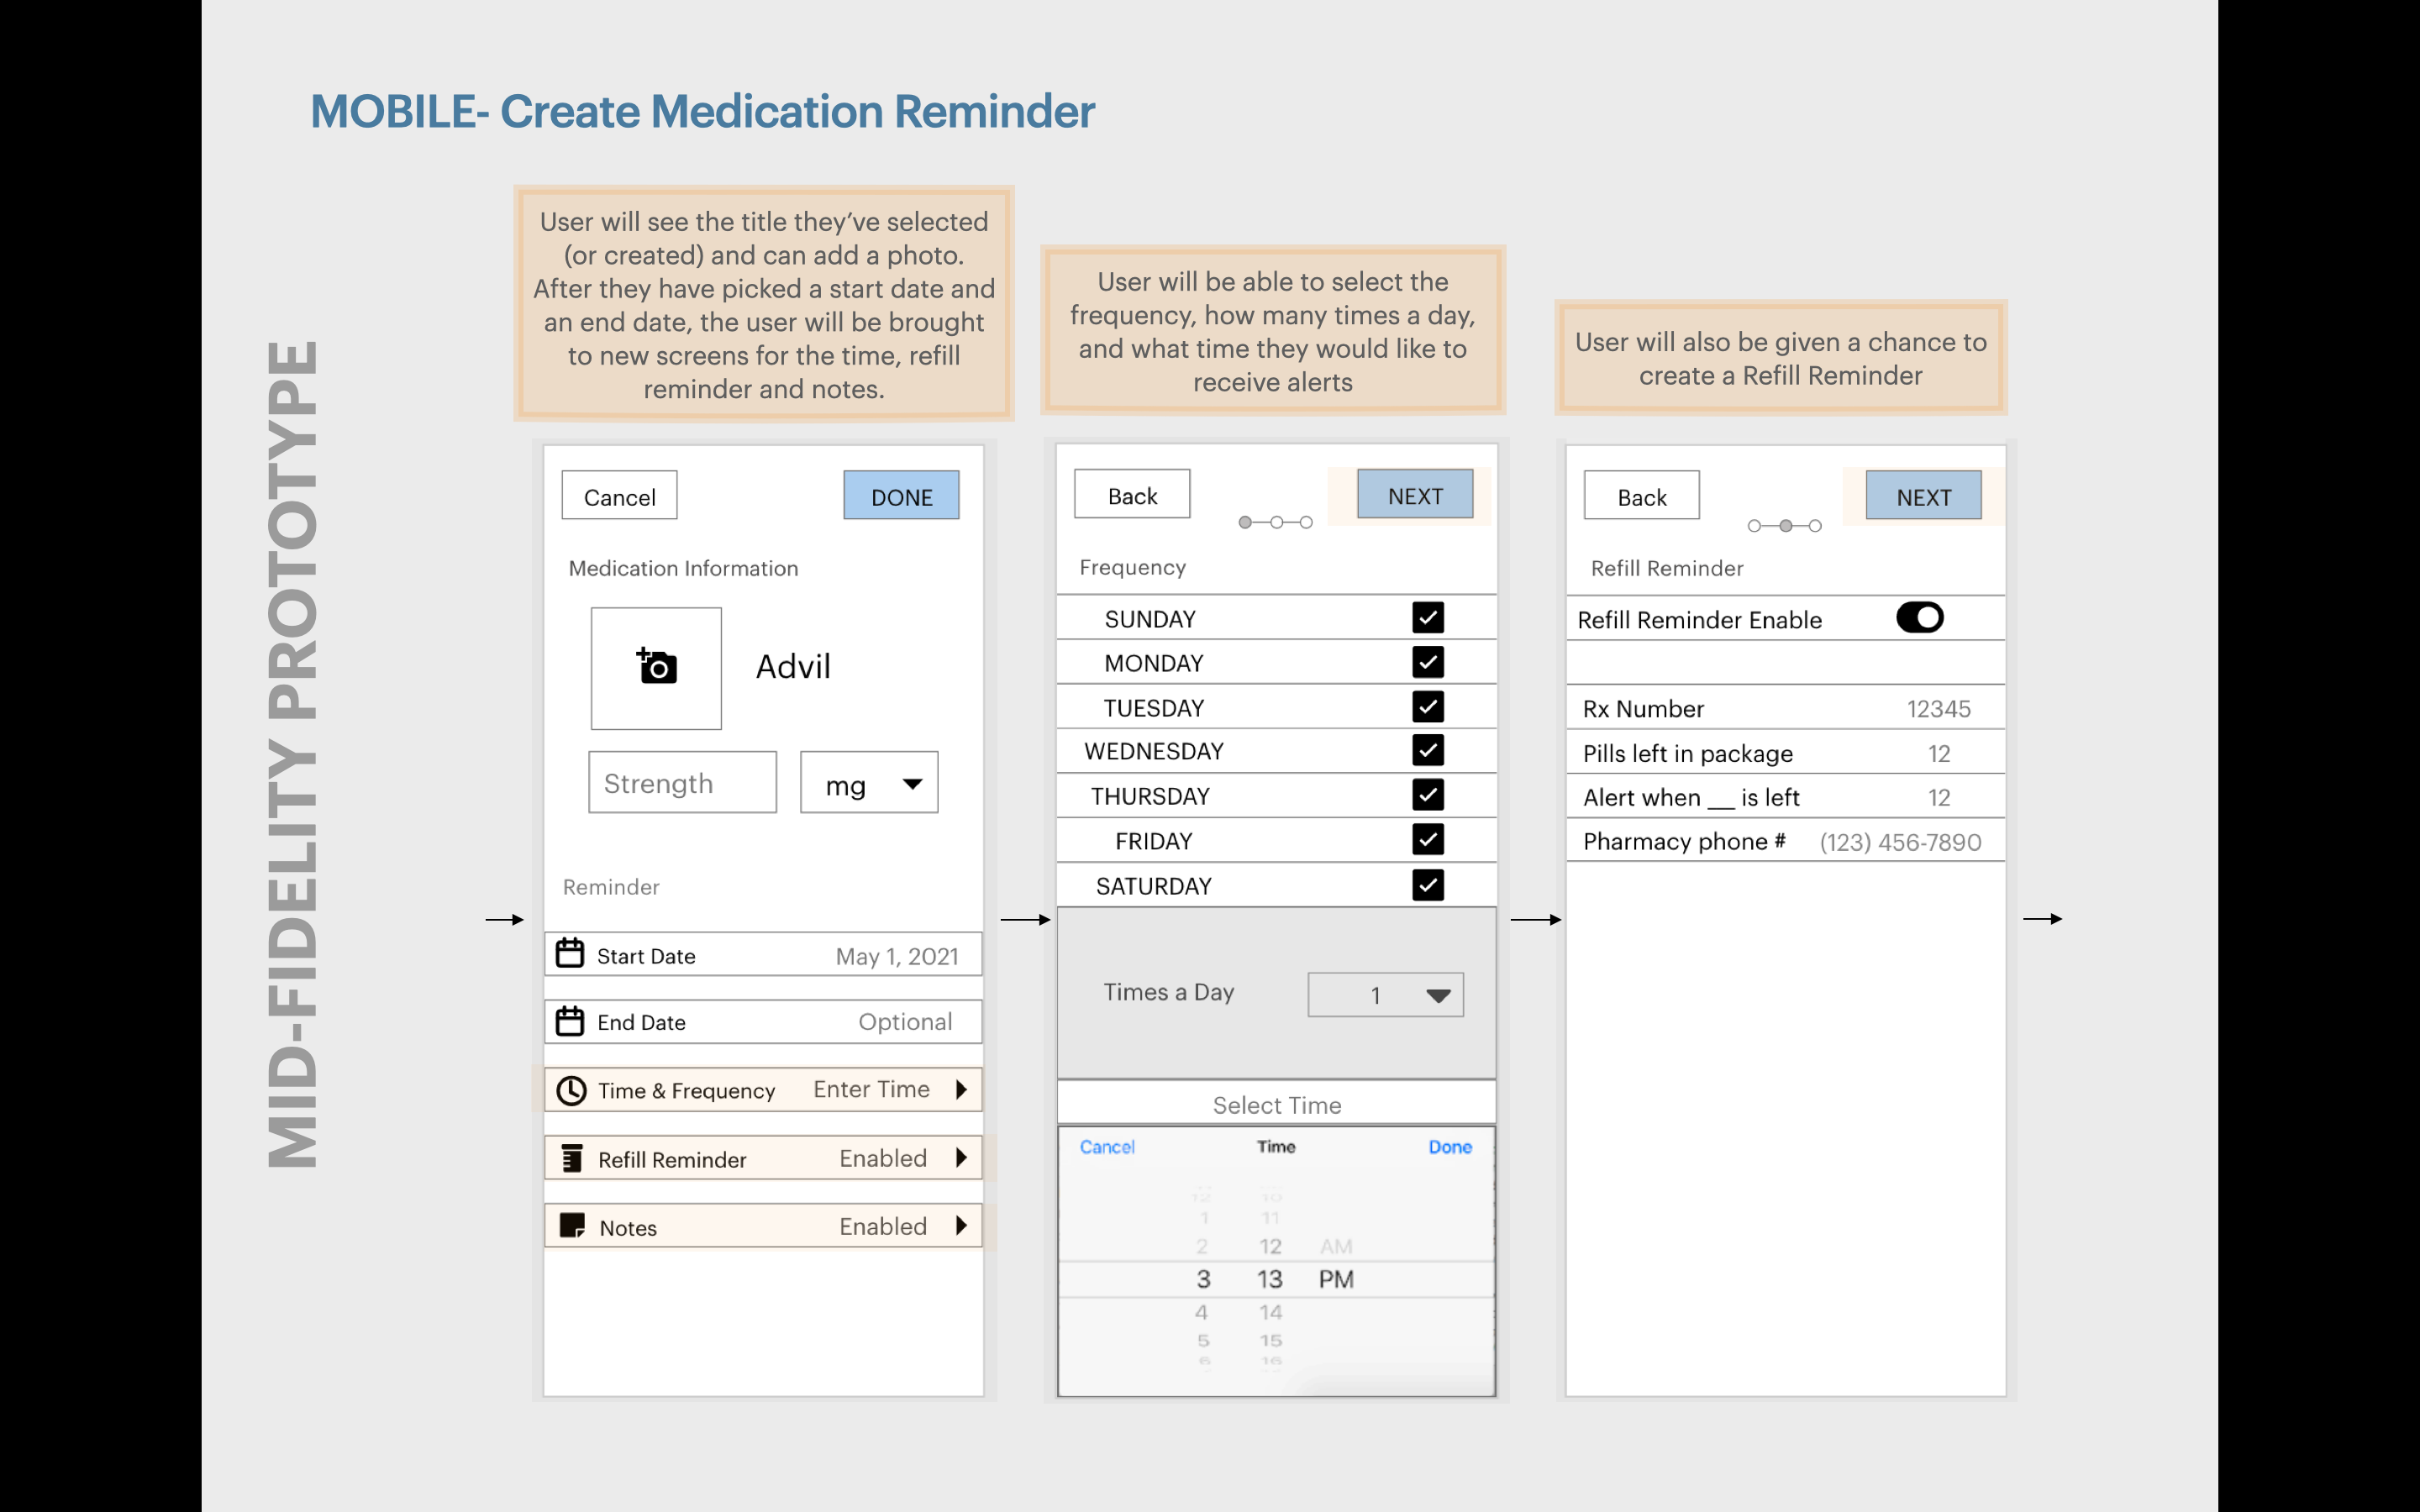 MOBILE- Create Medication Reminder
MID-FIDELITY PROTOTYPE
User will see the title they’ve selected
(or created) and can add a photo.
After they have picked a start date and
an end date, the user will be brought
to new screens for the time, refill
reminder and notes.
Cancel
DONE
Medication Information
Advil
Strength
mg
Reminder
Start Date May 1, 2021
End Date Optional
Time & Frequency Enter Time
Refill Reminder Enabled
Notes Enabled
User will be able to select the
frequency, how many times a day,
and what time they would like to
receive alerts
Back
NEXT
Frequency
SUNDAY
MONDAY
TUESDAY
WEDNESDAY
THURSDAY
FRIDAY
SATURDAY
Times a Day 1
Select Time
Cancel Time Done
12 10
1 11
2 12 AM
3 13 PM
4 14
5 15
6 16
User will also be given a chance to
create a Refill Reminder
Back
NEXT
Refill Reminder
Refill Reminder Enable
Rx Number 12345
Pills left in package 12
Alert when __ is left 12
Pharmacy phone # (123) 456-7890